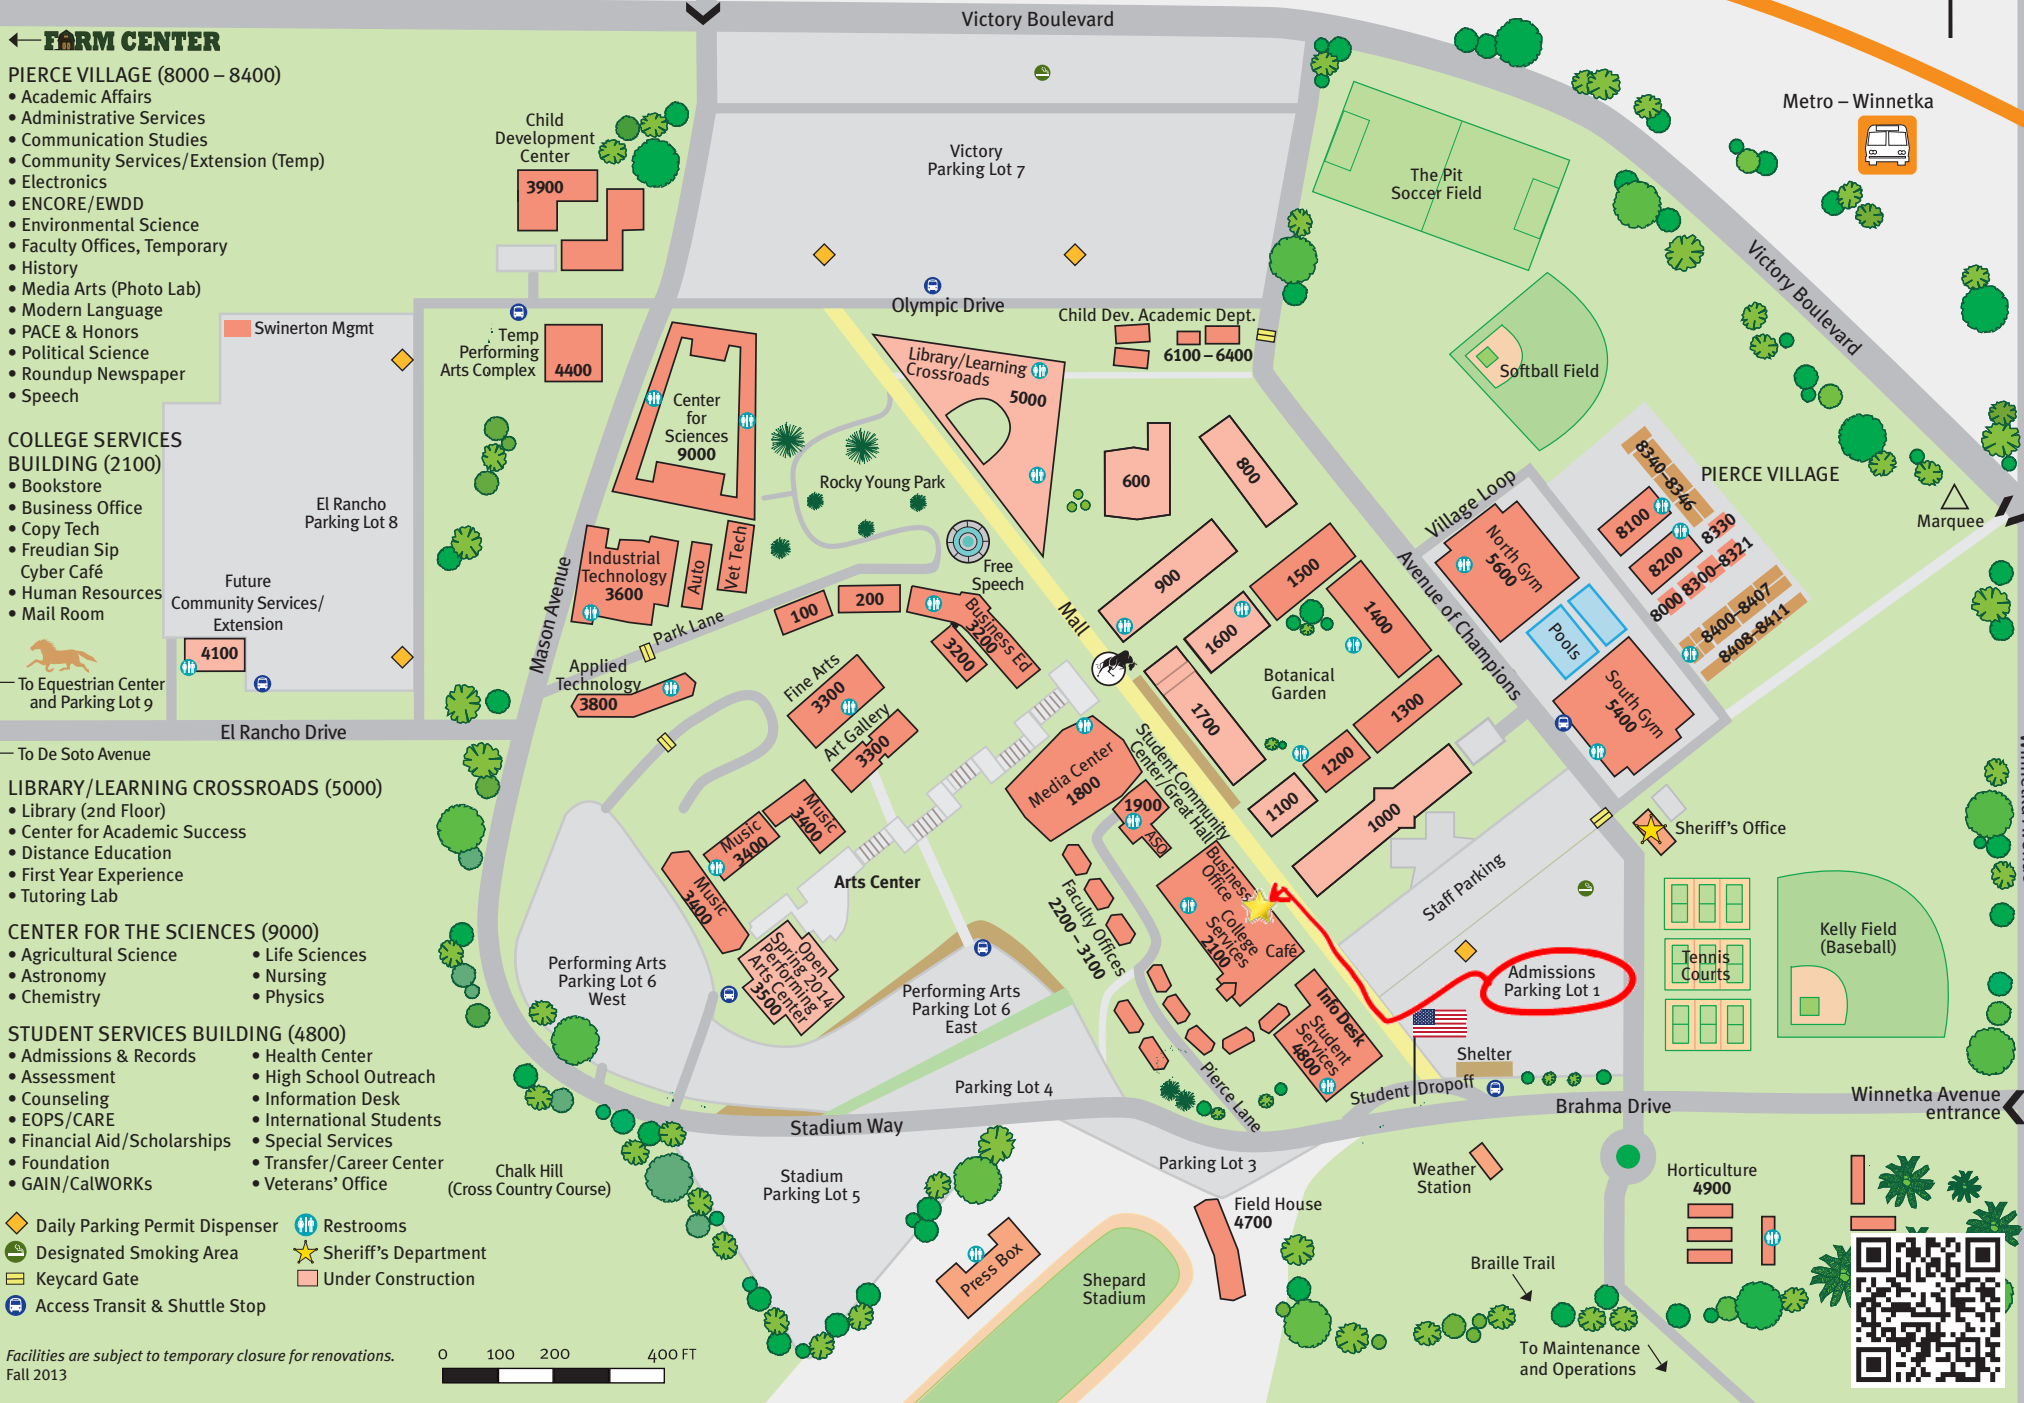 Victory Boulevard
FARM CENTER
PIERCE VILLAGE (8000 – 8400)
• Academic Affairs
• Administrative Services
• Communication Studies
• Community Services/Extension (Temp)
• Electronics
• ENCORE/EWDD
• Environmental Science
• Faculty Offices, Temporary
• History
• Media Arts (Photo Lab)
• Modern Language
• PACE & Honors
• Political Science
• Roundup Newspaper
• Speech
COLLEGE SERVICES
BUILDING (2100)
• Bookstore
• Business Office
• Copy Tech
• Freudian Sip
Cyber Café
• Human Resources
• Mail Room
To Equestrian Center
and Parking Lot 9
El Rancho Drive
To De Soto Avenue
LIBRARY/LEARNING CROSSROADS (5000)
• Library (2nd Floor)
• Center for Academic Success
• Distance Education
• First Year Experience
• Tutoring Lab
CENTER FOR THE SCIENCES (9000)
• Agricultural Science
• Astronomy
• Chemistry
• Life Sciences
• Nursing
• Physics
STUDENT SERVICES BUILDING (4800)
• Admissions & Records
• Assessment
• Counseling
• EOPS/CARE
• Financial Aid/Scholarships
• Foundation
• GAIN/CalWORKs
• Health Center
• High School Outreach
• Information Desk
• International Students
• Special Services
• Transfer/Career Center
• Veterans' Office
Daily Parking Permit Dispenser
Designated Smoking Area
Keycard Gate
Access Transit & Shuttle Stop
Restrooms
Sheriff's Department
Under Construction
Facilities are subject to temporary closure for renovations.
Fall 2013
0 100 200 400 FT
Child
Development
Center
3900
Swinerton Mgmt
Temp
Performing
Arts Complex
4400
El Rancho
Parking Lot 8
Future
Community Services/
Extension
4100
Victory
Parking Lot 7
Olympic Drive
Child Dev. Academic Dept.
6100 – 6400
Library/Learning
Crossroads
5000
Center
for
Sciences
9000
Rocky Young Park
Free
Speech
Industrial
Technology
3600
Auto
Vet Tech
Mason Avenue
Park Lane
100
200
Business Ed
3200
3200
Applied
Technology
3800
Fine Arts
3300
Art Gallery
3300
Music
3400
Music
3400
Music
3400
Arts Center
Open
Spring 2014
Performing
Arts Center
3500
Performing Arts
Parking Lot 6
West
Performing Arts
Parking Lot 6
East
Parking Lot 4
Stadium Way
Chalk Hill
(Cross Country Course)
Stadium
Parking Lot 5
Press Box
Shepard
Stadium
Field House
4700
Parking Lot 3
Mall
600
800
900
1500
1600
1400
1700
Botanical
Garden
1300
1200
1100
1000
Media Center
1800
1900
ASO
Student Community
Center/Great Hall
Business
Office
College
Services
2100
Café
Faculty Offices
2200 – 3100
Info Desk
Student
Services
4800
Pierce Lane
Student Dropoff
Shelter
Staff Parking
Admissions
Parking Lot 1
Brahma Drive
Winnetka Avenue
entrance
The Pit
Soccer Field
Softball Field
Metro – Winnetka
Victory Boulevard
PIERCE VILLAGE
8340–8346
8100
8200
8330
8300–8321
8000
8400–8407
8408–8411
Marquee
Village Loop
North Gym
5600
Pools
South Gym
5400
Avenue of Champions
Sheriff's Office
Tennis
Courts
Kelly Field
(Baseball)
Weather
Station
Horticulture
4900
Braille Trail
To Maintenance
and Operations